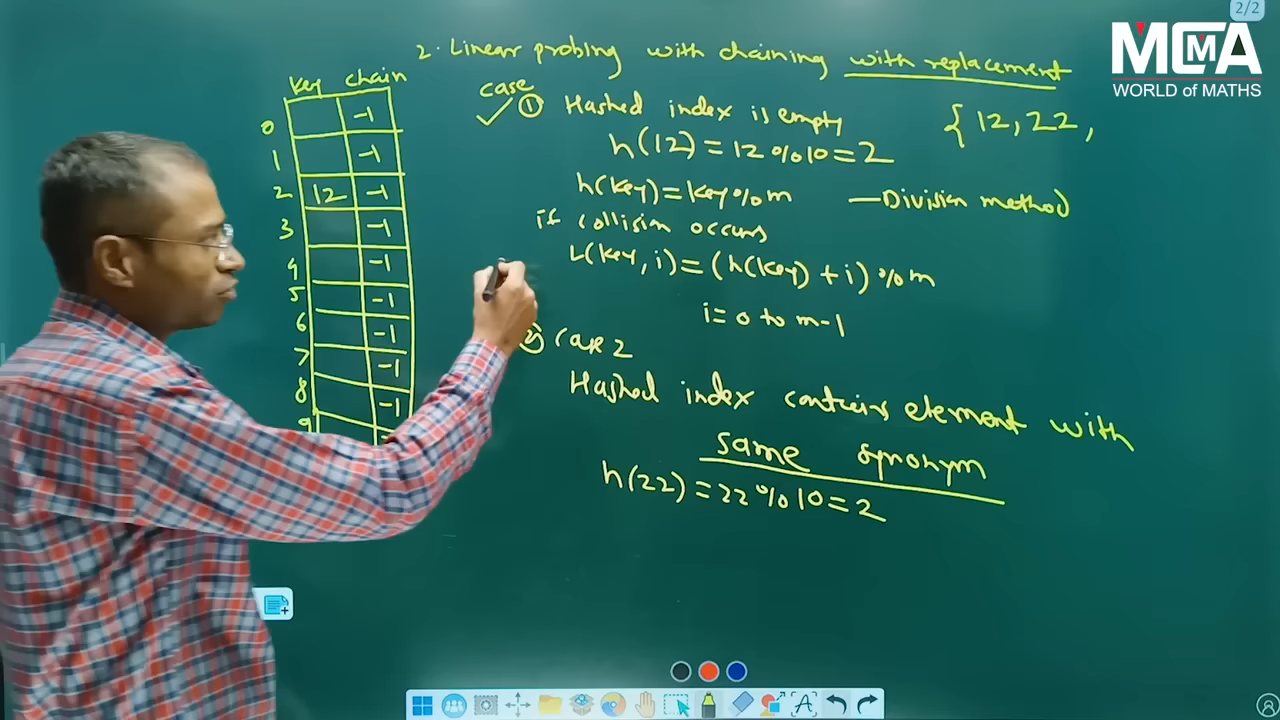 2/2
MCMA
WORLD of MATHS
2. Linear probing with chaining with replacement
key chain
case
① Hashed index is empty
{12, 22,
h(12) = 12 % 10 = 2
h(key) = key % m — Division method
if collision occurs
h(key, i) = (h(key) + i) % m
i = 0 to m-1
② Case 2
Hashed index contains element with
same synonym
h(22) = 22 % 10 = 2
0 -1
1 -1
2 12 -1
3 -1
4 -1
5 -1
6 -1
7 -1
8 -1
9